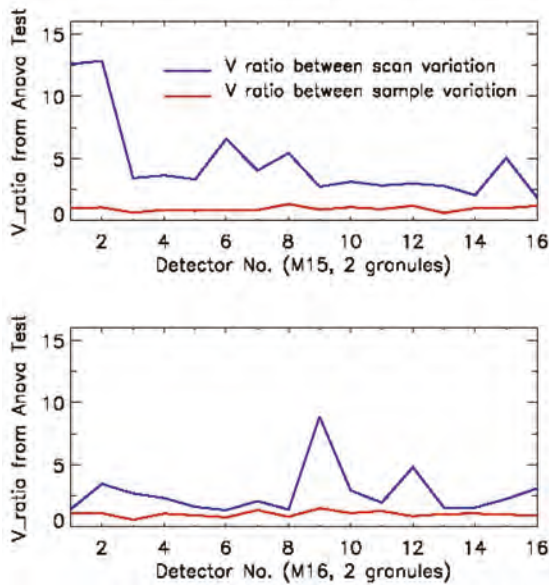 15
10
5
0
V_ratio from Anova Test
V ratio between scan variation
V ratio between sample variation
2 4 6 8 10 12 14 16
Detector No. (M15, 2 granules)
15
10
5
0
V_ratio from Anova Test
2 4 6 8 10 12 14 16
Detector No. (M16, 2 granules)